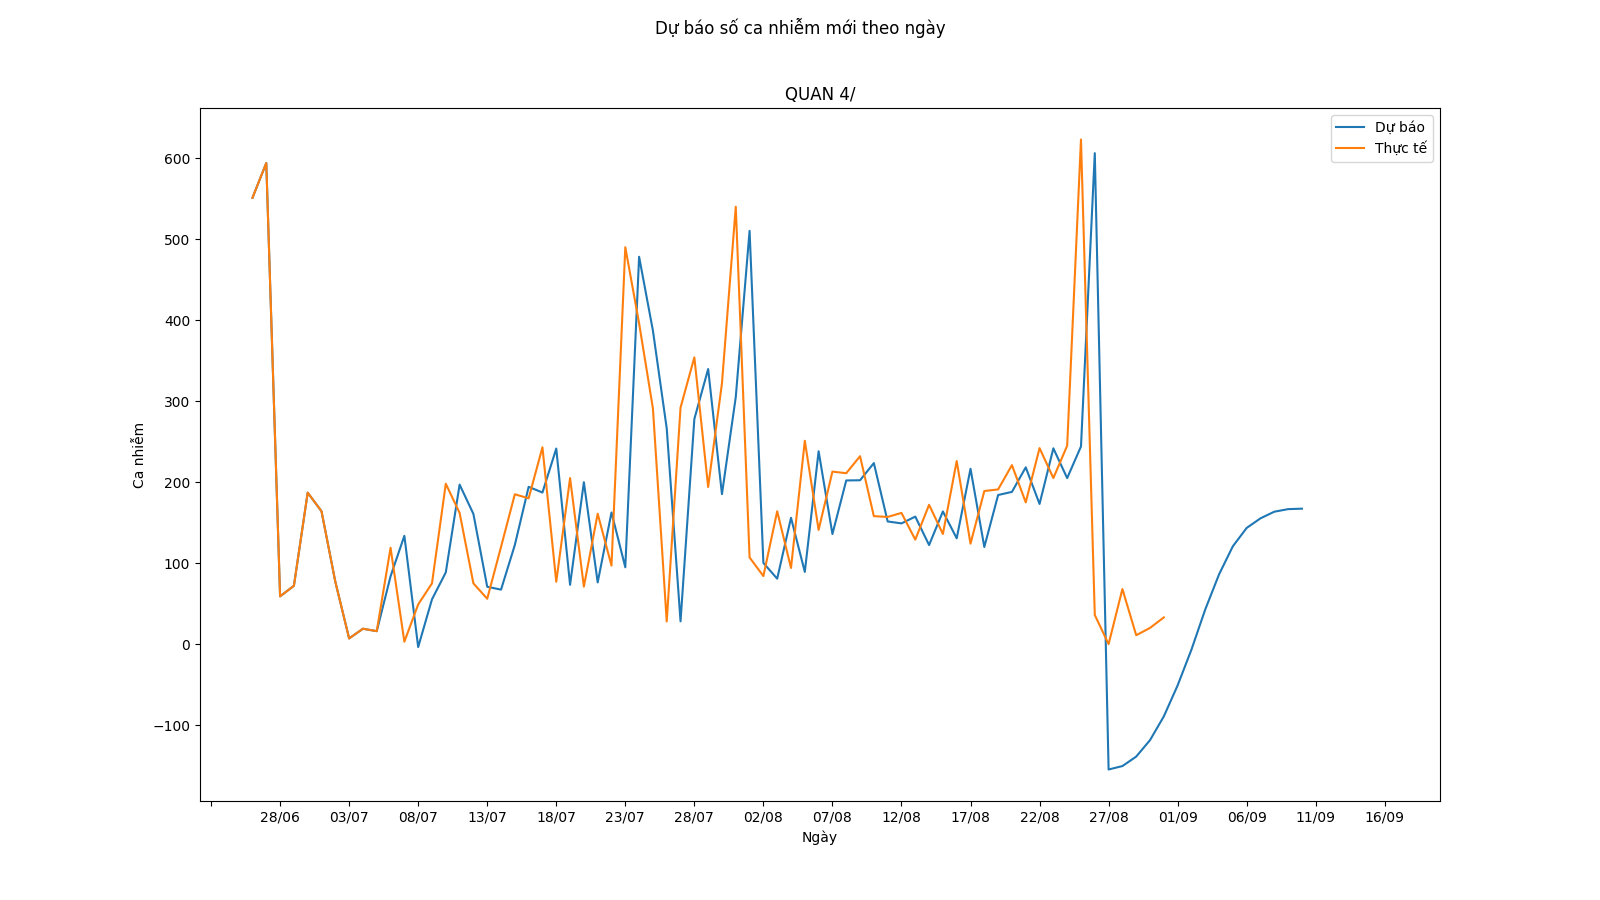 Dự báo số ca nhiễm mới theo ngày
QUAN 4/
Dự báo
Thực tế
600
500
400
300
200
100
0
−100
Ca nhiễm
28/06 03/07 08/07 13/07 18/07 23/07 28/07 02/08 07/08 12/08 17/08 22/08 27/08 01/09 06/09 11/09 16/09
Ngày